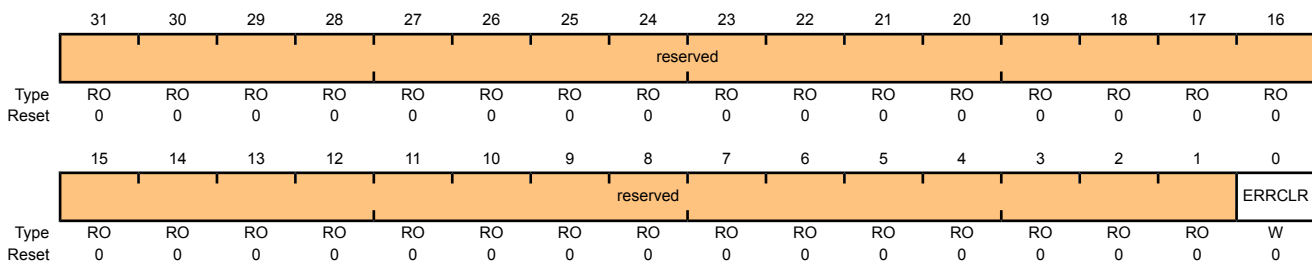 31 30 29 28 27 26 25 24 23 22 21 20 19 18 17 16
reserved
Type RO RO RO RO RO RO RO RO RO RO RO RO RO RO RO RO
Reset 0 0 0 0 0 0 0 0 0 0 0 0 0 0 0 0
15 14 13 12 11 10 9 8 7 6 5 4 3 2 1 0
reserved ERRCLR
Type RO RO RO RO RO RO RO RO RO RO RO RO RO RO RO W
Reset 0 0 0 0 0 0 0 0 0 0 0 0 0 0 0 0